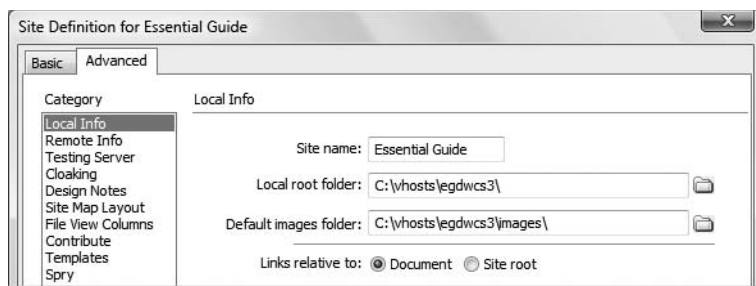 Site Definition for Essential Guide
X
Basic
Advanced
Category
Local Info
Remote Info
Testing Server
Cloaking
Design Notes
Site Map Layout
File View Columns
Contribute
Templates
Spry
Local Info
Site name: Essential Guide
Local root folder: C:\vhosts\egdwcs3\
Default images folder: C:\vhosts\egdwcs3\images\
Links relative to: Document Site root